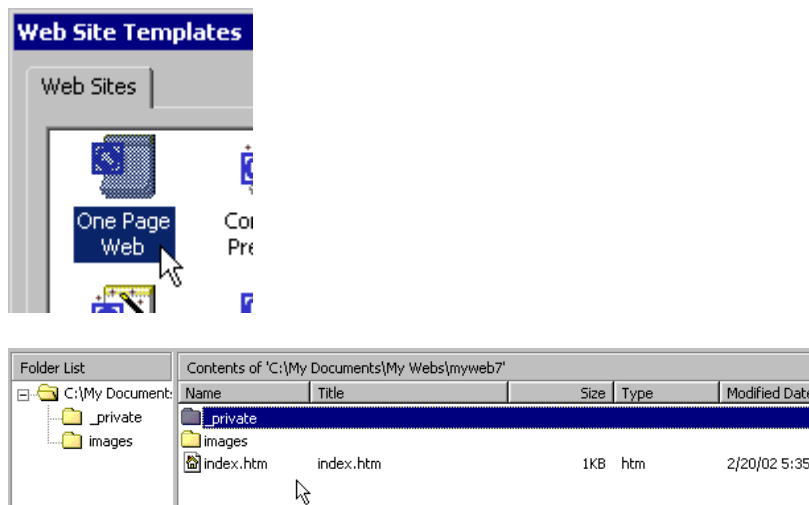 Web Site Templates
Web Sites
One Page
Web
Folder List
Contents of 'C:\My Documents\My Webs\myweb7'
C:\My Document
Name Title Size Type Modified Date
_private
images
_private
images
index.htm index.htm 1KB htm 2/20/02 5:35